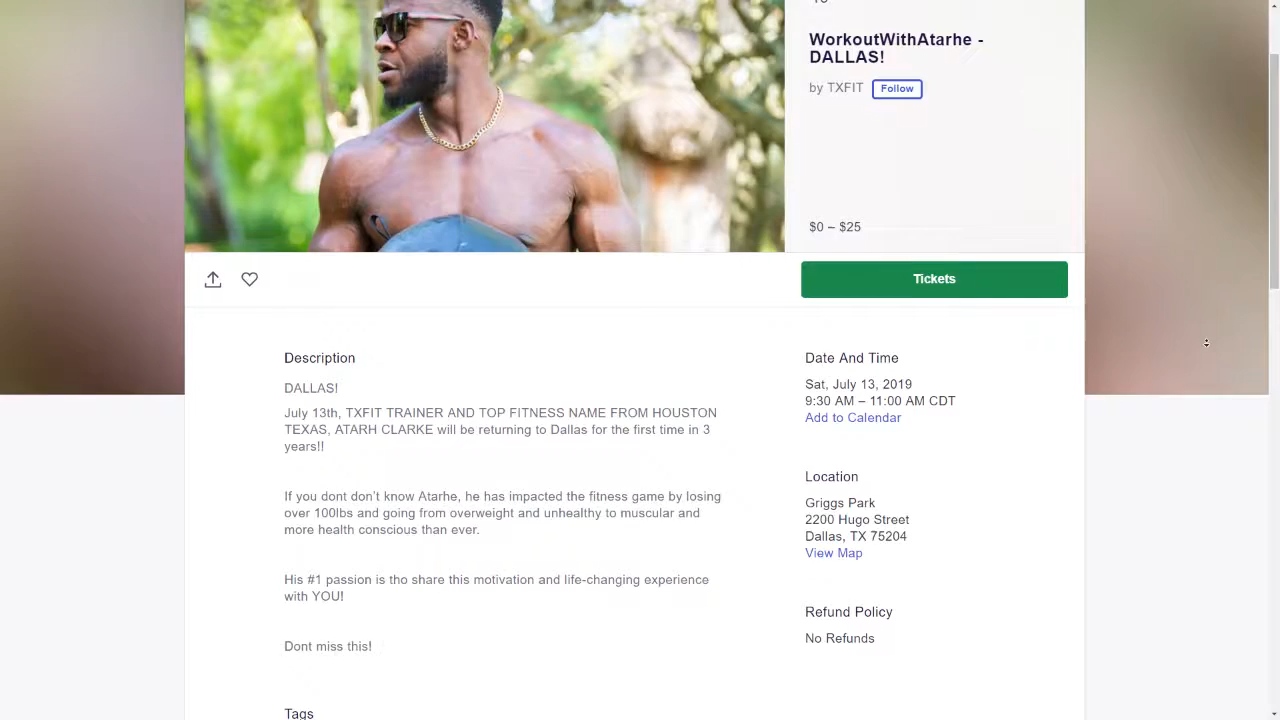 WorkoutWithAtarhe -
DALLAS!
by TXFIT Follow
$0 – $25
Tickets
Description
DALLAS!
July 13th, TXFIT TRAINER AND TOP FITNESS NAME FROM HOUSTON
TEXAS, ATARH CLARKE will be returning to Dallas for the first time in 3
years!!
If you dont don't know Atarhe, he has impacted the fitness game by losing
over 100lbs and going from overweight and unhealthy to muscular and
more health conscious than ever.
His #1 passion is tho share this motivation and life-changing experience
with YOU!
Dont miss this!
Tags
Date And Time
Sat, July 13, 2019
9:30 AM – 11:00 AM CDT
Add to Calendar
Location
Griggs Park
2200 Hugo Street
Dallas, TX 75204
View Map
Refund Policy
No Refunds